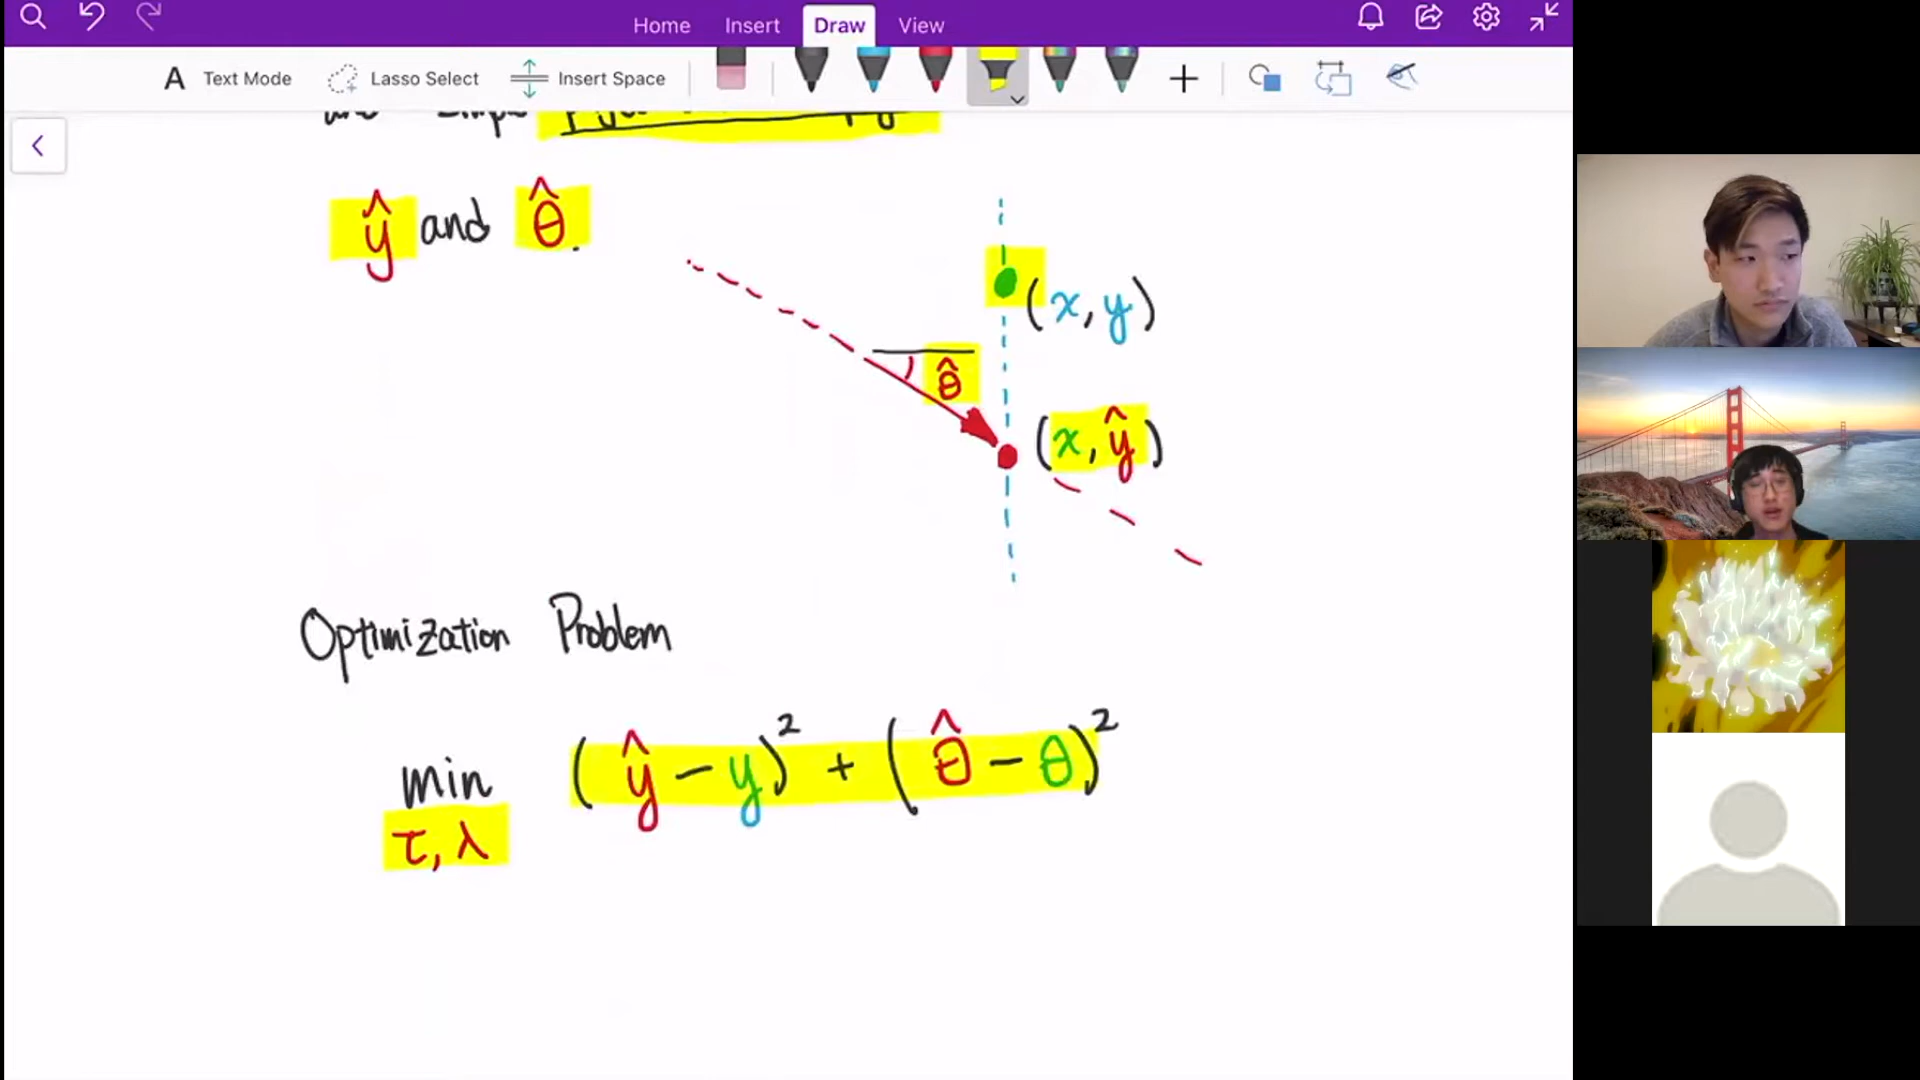 Home Insert Draw View
Text Mode Lasso Select Insert Space
ŷ and θ̂.
(x, y)
θ̂
(x, ŷ)
Optimization Problem
min (ŷ − y)² + (θ̂ − θ)²
τ, λ